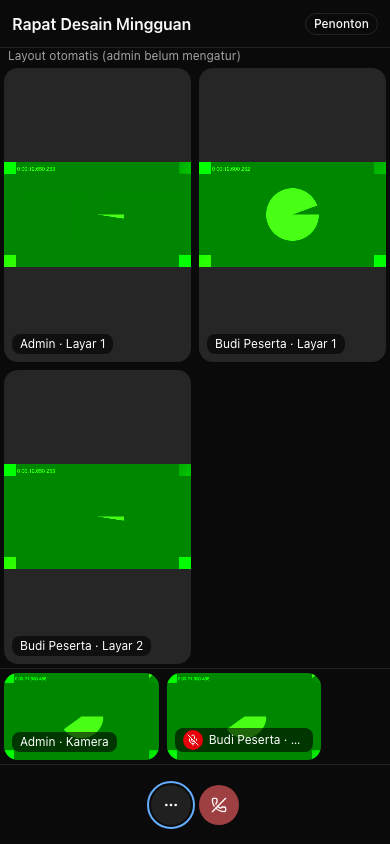 Rapat Desain Mingguan
Penonton
Layout otomatis (admin belum mengatur)
Admin · Layar 1
Budi Peserta · Layar 1
Budi Peserta · Layar 2
Admin · Kamera
Budi Peserta · ...